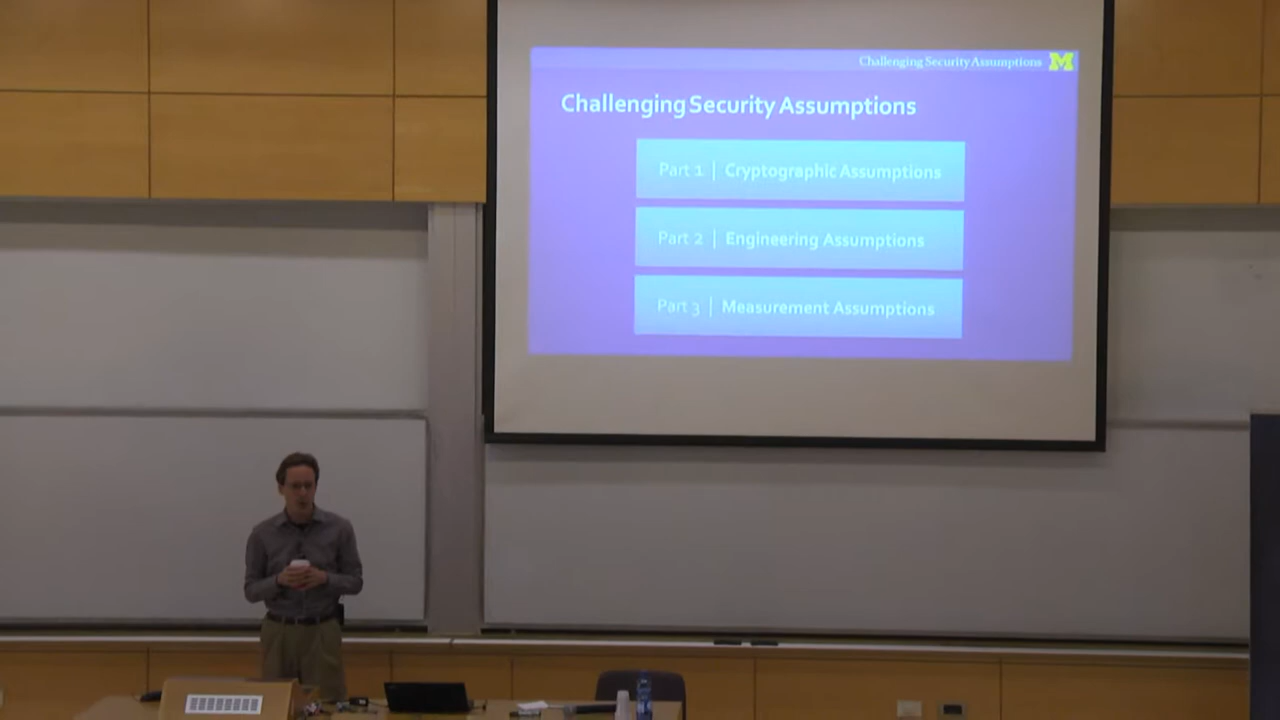 Challenging Security Assumptions M
Challenging Security Assumptions
Part 1 | Cryptographic Assumptions
Part 2 | Engineering Assumptions
Part 3 | Measurement Assumptions